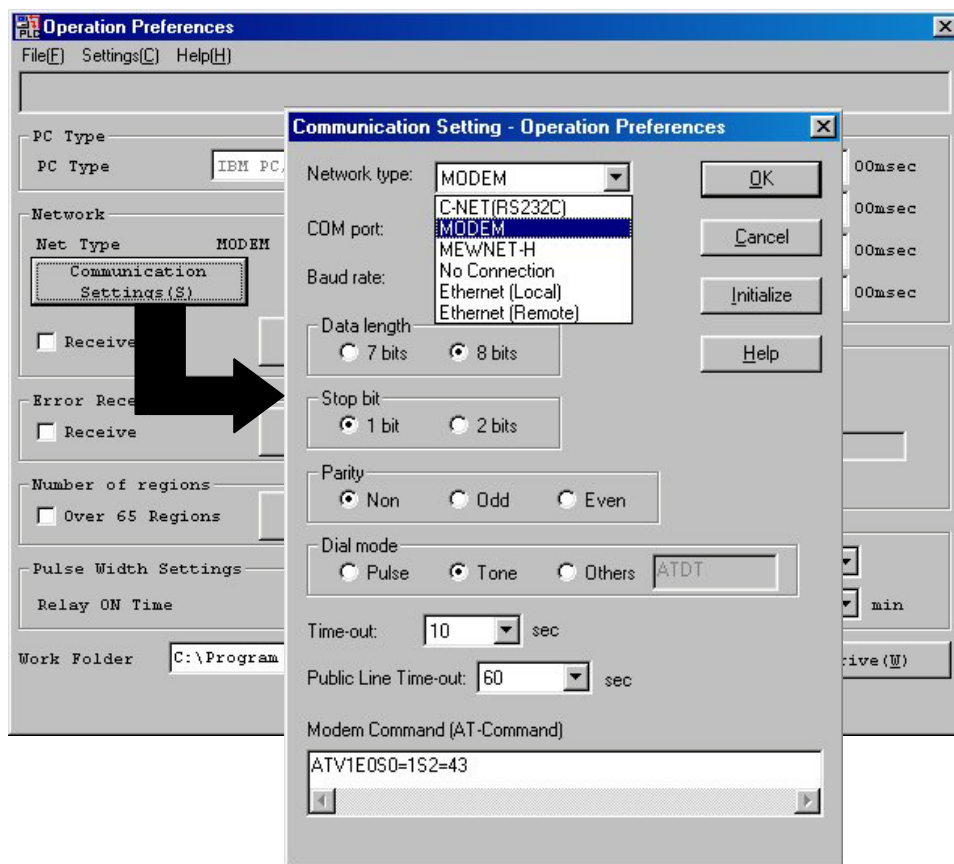 Operation Preferences
File(F) Settings(C) Help(H)
PC Type
PC Type
IBM PC
00msec
Network
00msec
Net Type MODEM
00msec
Communication
Settings(S)
00msec
Receive
Error Rece
Receive
Number of regions
Over 65 Regions
Pulse Width Settings
Relay ON Time
min
Work Folder C:\Program
rive(W)
Communication Setting - Operation Preferences
Network type: MODEM
OK
C-NET(RS232C)
MODEM
MEWNET-H
No Connection
Ethernet (Local)
Ethernet (Remote)
COM port:
Cancel
Baud rate:
Initialize
Data length
7 bits 8 bits
Help
Stop bit
1 bit 2 bits
Parity
Non Odd Even
Dial mode
Pulse Tone Others ATDT
Time-out: 10 sec
Public Line Time-out: 60 sec
Modem Command (AT-Command)
ATV1E0S0=1S2=43